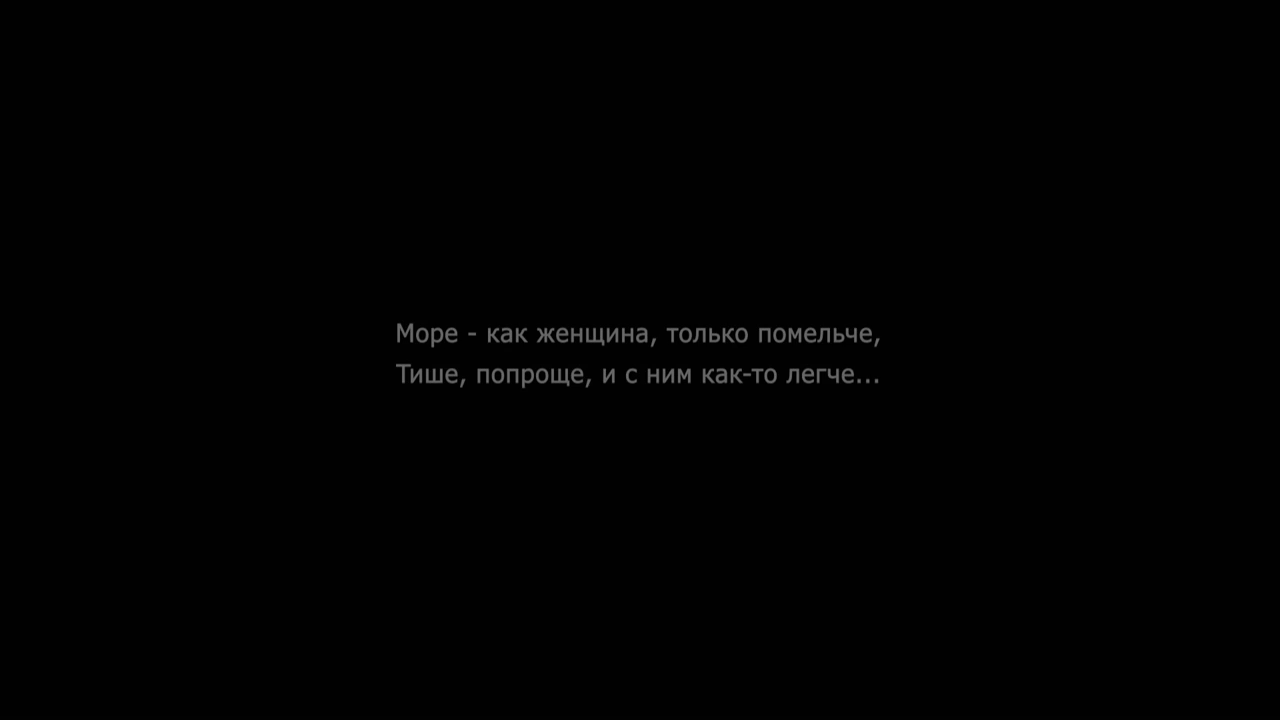 Море - как женщина, только помельче,
Тише, попроще, и с ним как-то легче...